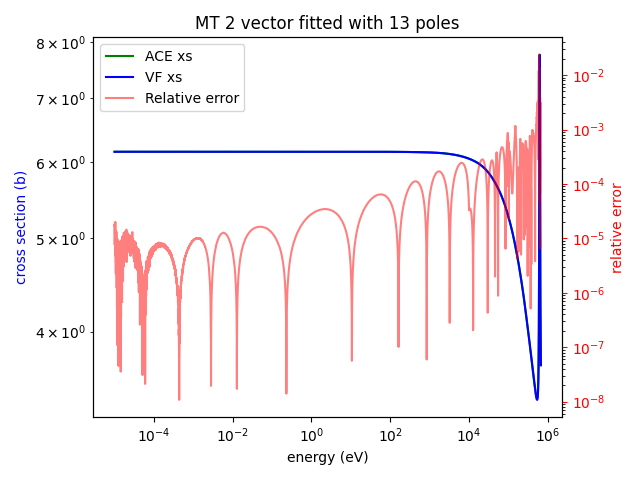 MT 2 vector fitted with 13 poles
ACE xs
VF xs
Relative error
cross section (b)
8 × 10⁰
7 × 10⁰
6 × 10⁰
5 × 10⁰
4 × 10⁰
10⁻²
10⁻³
10⁻⁴
10⁻⁵
10⁻⁶
10⁻⁷
10⁻⁸
relative error
10⁻⁴
10⁻²
10⁰
10²
10⁴
10⁶
energy (eV)